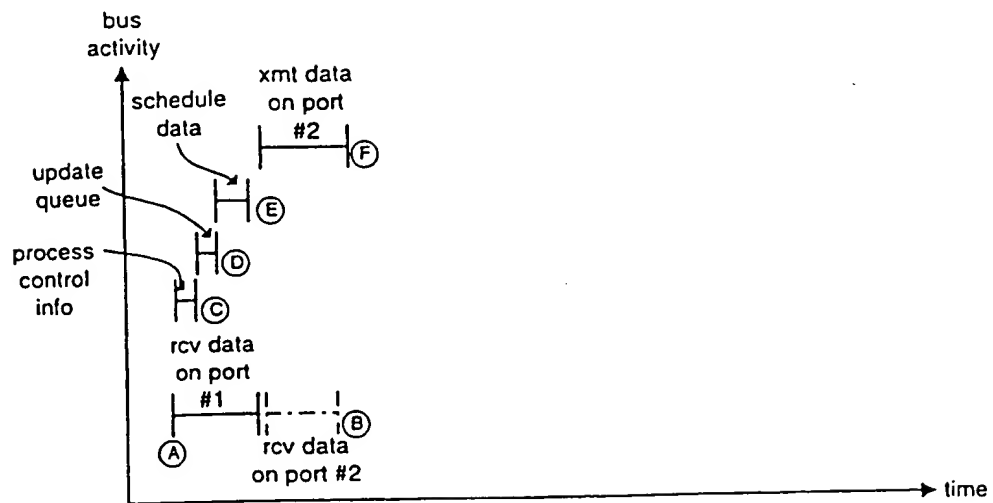 bus
activity
xmt data
on port
#2
F
schedule
data
E
update
queue
D
process
control
info
C
rcv data
on port
#1
A
B
rcv data
on port #2
time